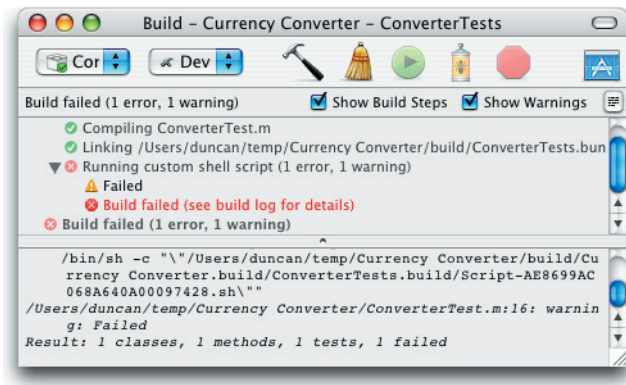 Build – Currency Converter – ConverterTests
Cor Dev
Build failed (1 error, 1 warning) Show Build Steps Show Warnings
Compiling ConverterTest.m
Linking /Users/duncan/temp/Currency Converter/build/ConverterTests.bun
Running custom shell script (1 error, 1 warning)
Failed
Build failed (see build log for details)
Build failed (1 error, 1 warning)
/bin/sh -c "\"/Users/duncan/temp/Currency Converter/build/Cu
rrency Converter.build/ConverterTests.build/Script-AE8699AC
068A640A00097428.sh\""
/Users/duncan/temp/Currency Converter/ConverterTest.m:16: warnin
g: Failed
Result: 1 classes, 1 methods, 1 tests, 1 failed